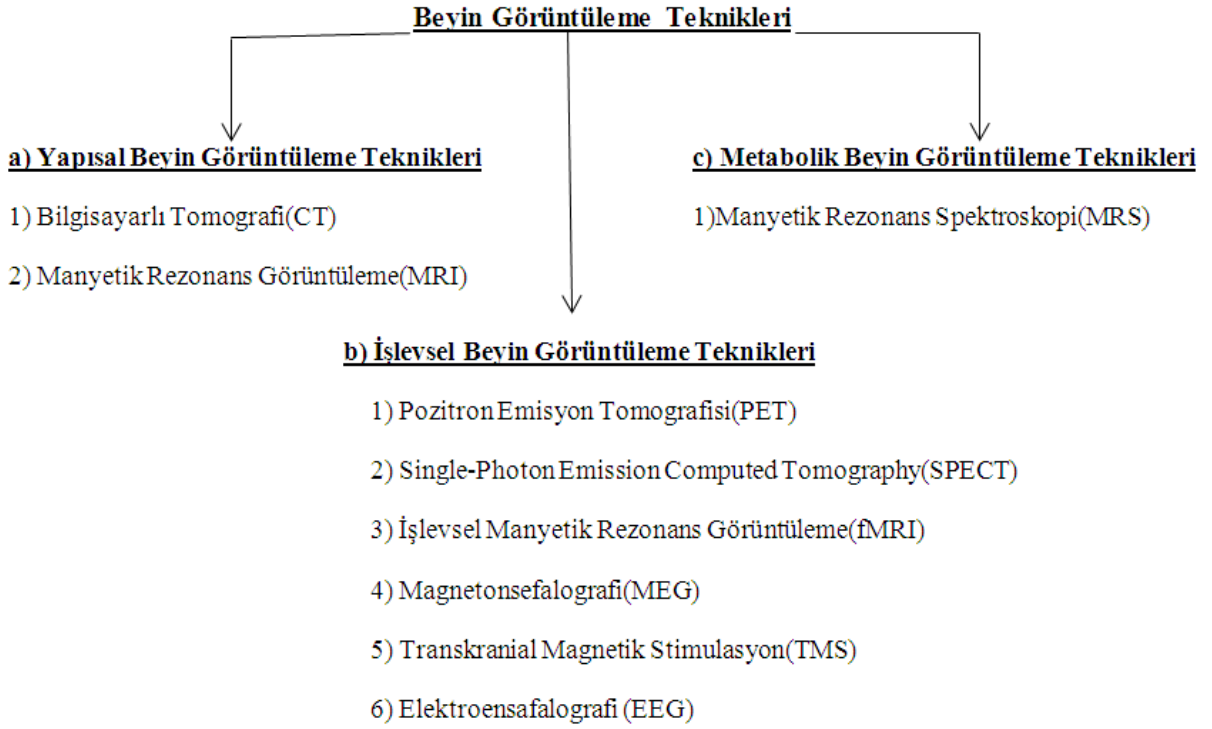 Beyin Görüntüleme Teknikleri
a) Yapısal Beyin Görüntüleme Teknikleri
1) Bilgisayarlı Tomografi(CT)
2) Manyetik Rezonans Görüntüleme(MRI)
c) Metabolik Beyin Görüntüleme Teknikleri
1)Manyetik Rezonans Spektroskopi(MRS)
b) İşlevsel Beyin Görüntüleme Teknikleri
1) Pozitron Emisyon Tomografisi(PET)
2) Single-Photon Emission Computed Tomography(SPECT)
3) İşlevsel Manyetik Rezonans Görüntüleme(fMRI)
4) Magnetonsefalografi(MEG)
5) Transkranial Magnetik Stimulasyon(TMS)
6) Elektroensafalografi (EEG)